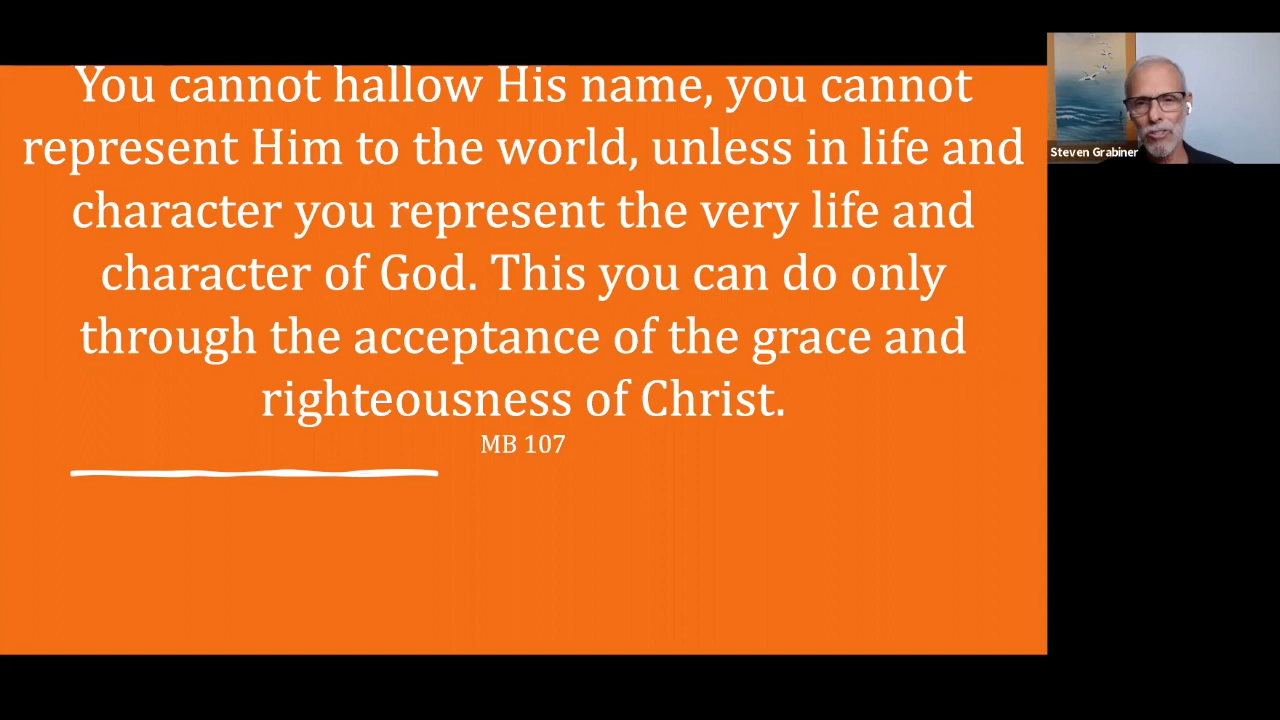 You cannot hallow His name, you cannot
represent Him to the world, unless in life and
character you represent the very life and
character of God. This you can do only
through the acceptance of the grace and
righteousness of Christ.
MB 107
Steven Grabiner